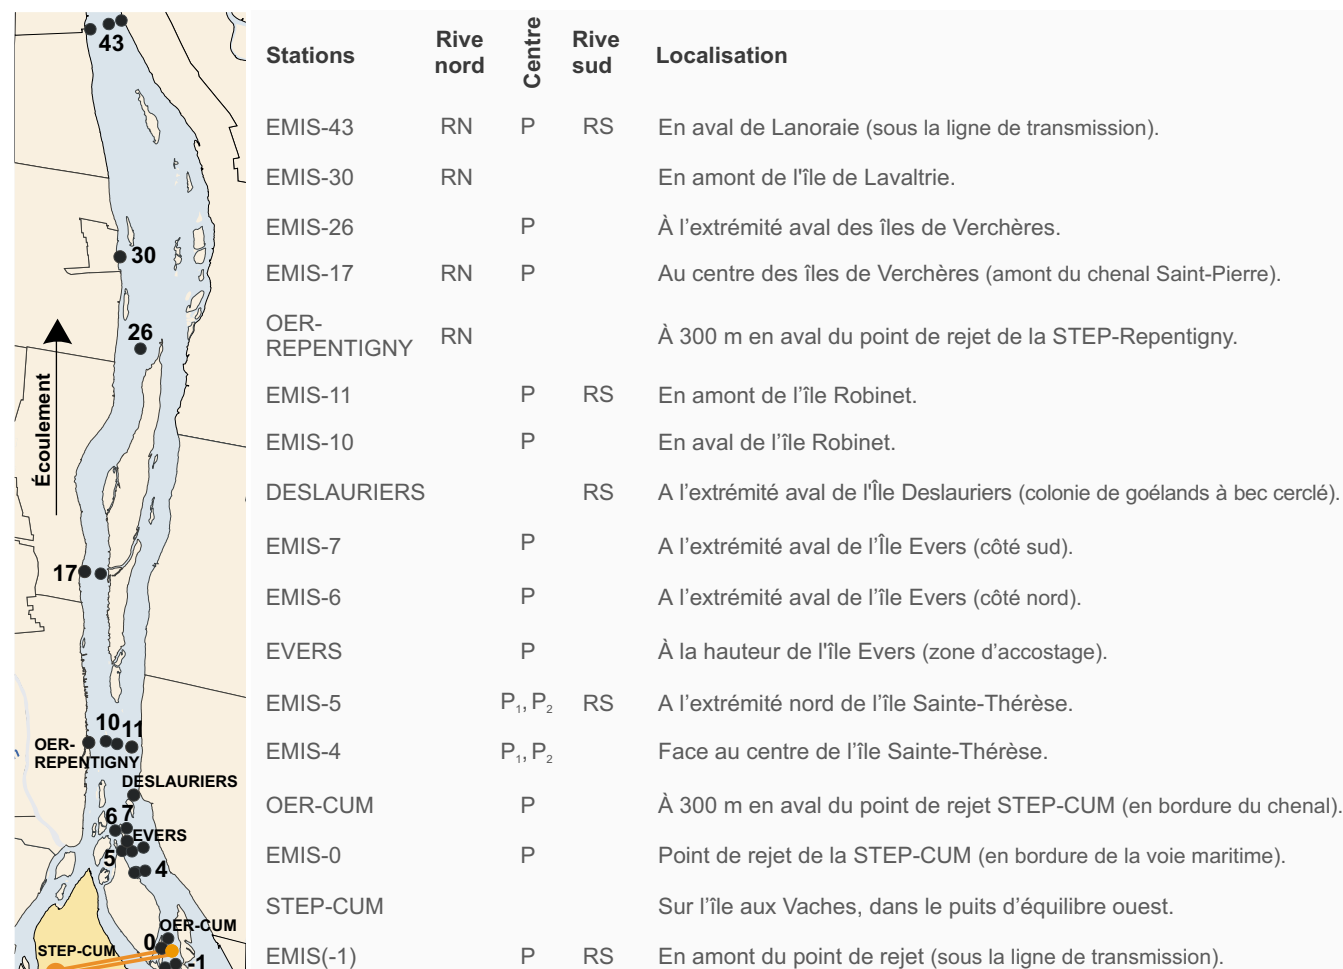 43
30
26
Écoulement
17
10 11
OER-
REPENTIGNY
DESLAURIERS
6 7
EVERS
5
4
OER-CUM
0
STEP-CUM
-1
Stations Rive nord Centre Rive sud Localisation
EMIS-43 RN P RS En aval de Lanoraie (sous la ligne de transmission).
EMIS-30 RN En amont de l'île de Lavaltrie.
EMIS-26 P À l'extrémité aval des îles de Verchères.
EMIS-17 RN P Au centre des îles de Verchères (amont du chenal Saint-Pierre).
OER-
REPENTIGNY RN À 300 m en aval du point de rejet de la STEP-Repentigny.
EMIS-11 P RS En amont de l'île Robinet.
EMIS-10 P En aval de l'île Robinet.
DESLAURIERS RS A l'extrémité aval de l'Île Deslauriers (colonie de goélands à bec cerclé).
EMIS-7 P A l'extrémité aval de l'Île Evers (côté sud).
EMIS-6 P A l'extrémité aval de l'île Evers (côté nord).
EVERS P À la hauteur de l'île Evers (zone d'accostage).
EMIS-5 P₁, P₂ RS A l'extrémité nord de l'île Sainte-Thérèse.
EMIS-4 P₁, P₂ Face au centre de l'île Sainte-Thérèse.
OER-CUM P À 300 m en aval du point de rejet STEP-CUM (en bordure du chenal).
EMIS-0 P Point de rejet de la STEP-CUM (en bordure de la voie maritime).
STEP-CUM Sur l'île aux Vaches, dans le puits d'équilibre ouest.
EMIS(-1) P RS En amont du point de rejet (sous la ligne de transmission).